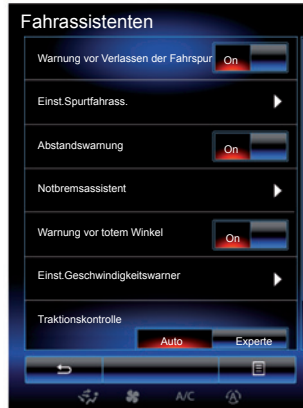 Fahrassistenten
Warnung vor Verlassen der Fahrspur On
Einst.Spurtfahrass.
Abstandswarnung On
Notbremsassistent
Warnung vor totem Winkel On
Einst.Geschwindigkeitswarner
Traktionskontrolle
Auto Experte
A/C